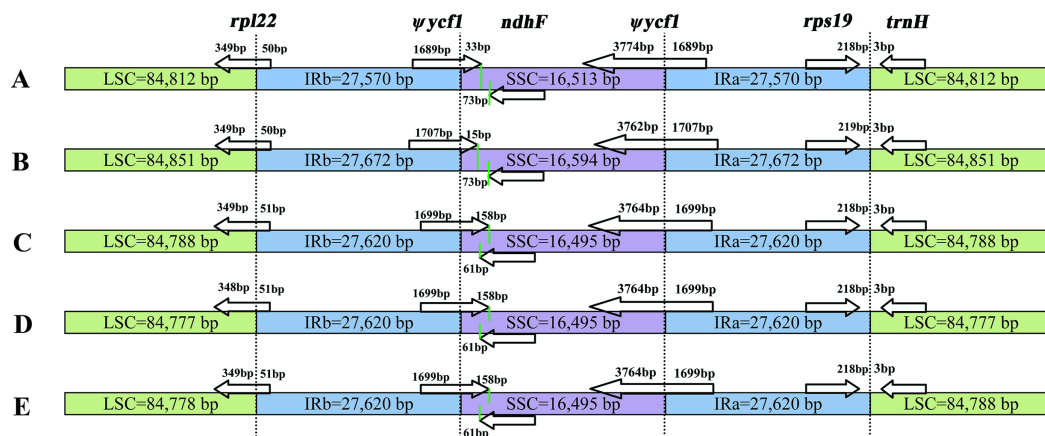 rpl22 ψycf1 ndhF ψycf1 rps19 trnH
349bp 50bp 1689bp 33bp 3774bp 1689bp 218bp 3bp
A LSC=84,812 bp IRb=27,570 bp SSC=16,513 bp IRa=27,570 bp LSC=84,812 bp
73bp
349bp 50bp 1707bp 15bp 3762bp 1707bp 219bp 3bp
B LSC=84,851 bp IRb=27,672 bp SSC=16,594 bp IRa=27,672 bp LSC=84,851 bp
73bp
349bp 51bp 1699bp 158bp 3764bp 1699bp 218bp 3bp
C LSC=84,788 bp IRb=27,620 bp SSC=16,495 bp IRa=27,620 bp LSC=84,788 bp
61bp
348bp 51bp 1699bp 158bp 3764bp 1699bp 218bp 3bp
D LSC=84,777 bp IRb=27,620 bp SSC=16,495 bp IRa=27,620 bp LSC=84,777 bp
61bp
349bp 51bp 1699bp 158bp 3764bp 1699bp 218bp 3bp
E LSC=84,778 bp IRb=27,620 bp SSC=16,495 bp IRa=27,620 bp LSC=84,788 bp
61bp